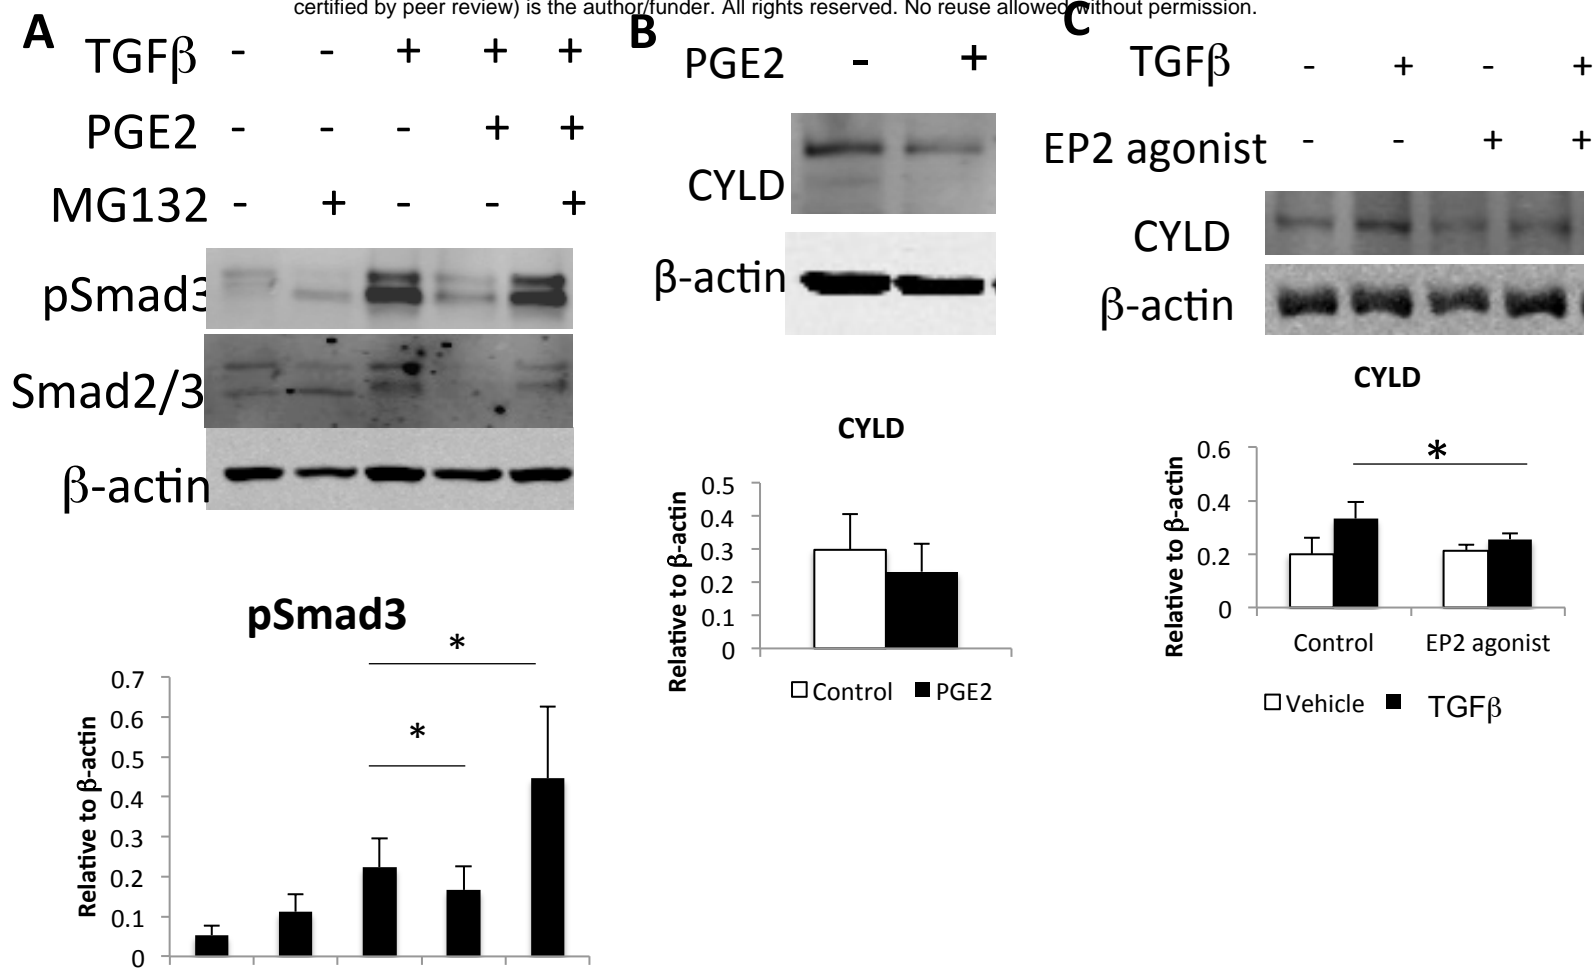 certified by peer review) is the author/funder. All rights reserved. No reuse allowed without permission.
A
TGFβ - - + + +
PGE2 - - - + +
MG132 - + - - +
pSmad3
Smad2/3
β-actin
pSmad3
*
*
Relative to β-actin
0.7
0.6
0.5
0.4
0.3
0.2
0.1
0
B
PGE2 - +
CYLD
β-actin
CYLD
Relative to β-actin
0.5
0.4
0.3
0.2
0.1
0
Control PGE2
C
TGFβ - + - +
EP2 agonist - - + +
CYLD
β-actin
CYLD
*
Relative to β-actin
0.6
0.4
0.2
0
Control EP2 agonist
Vehicle TGFβ